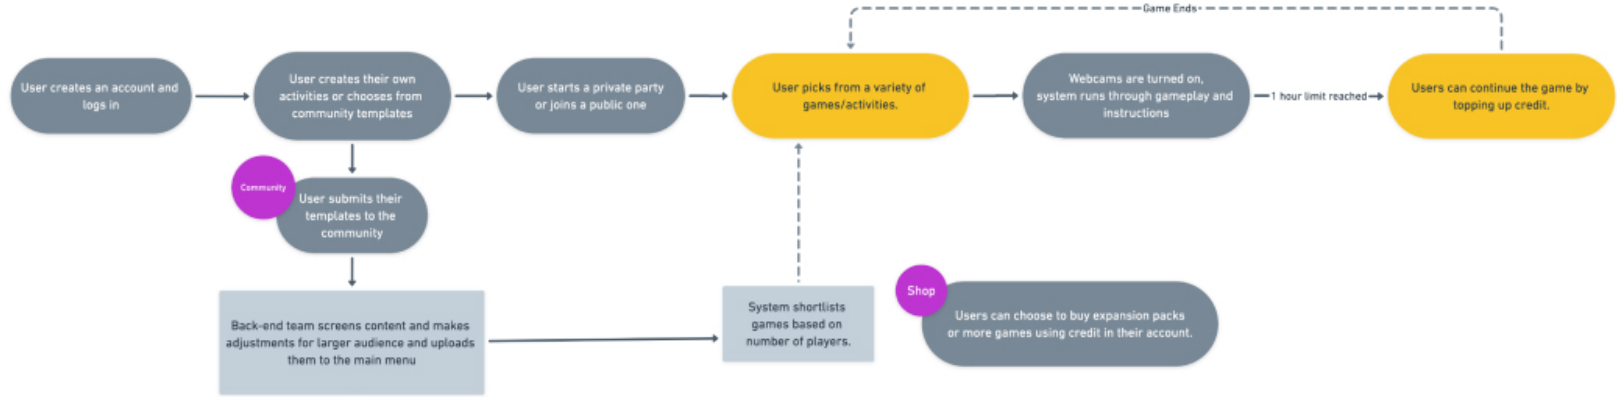 Game Ends
User creates an account and
logs in
User creates their own
activities or chooses from
community templates
User starts a private party
or joins a public one
User picks from a variety of
games/activities.
Webcams are turned on,
system runs through gameplay and
instructions
1 hour limit reached
Users can continue the game by
topping up credit.
Community
User submits their
templates to the
community
Back-end team screens content and makes
adjustments for larger audience and uploads
them to the main menu
System shortlists
games based on
number of players.
Shop
Users can choose to buy expansion packs
or more games using credit in their account.